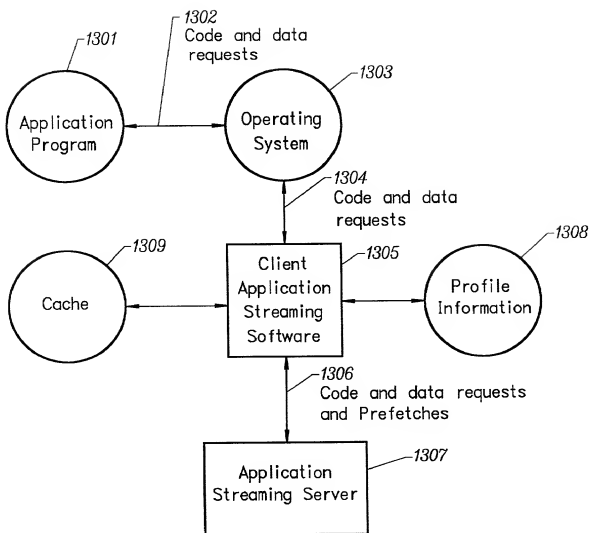 1302
Code and data
requests
1301
1303
Application
Program
Operating
System
1304
Code and data
requests
1309
1305
1308
Cache
Client
Application
Streaming
Software
Profile
Information
1306
Code and data requests
and Prefetches
1307
Application
Streaming Server